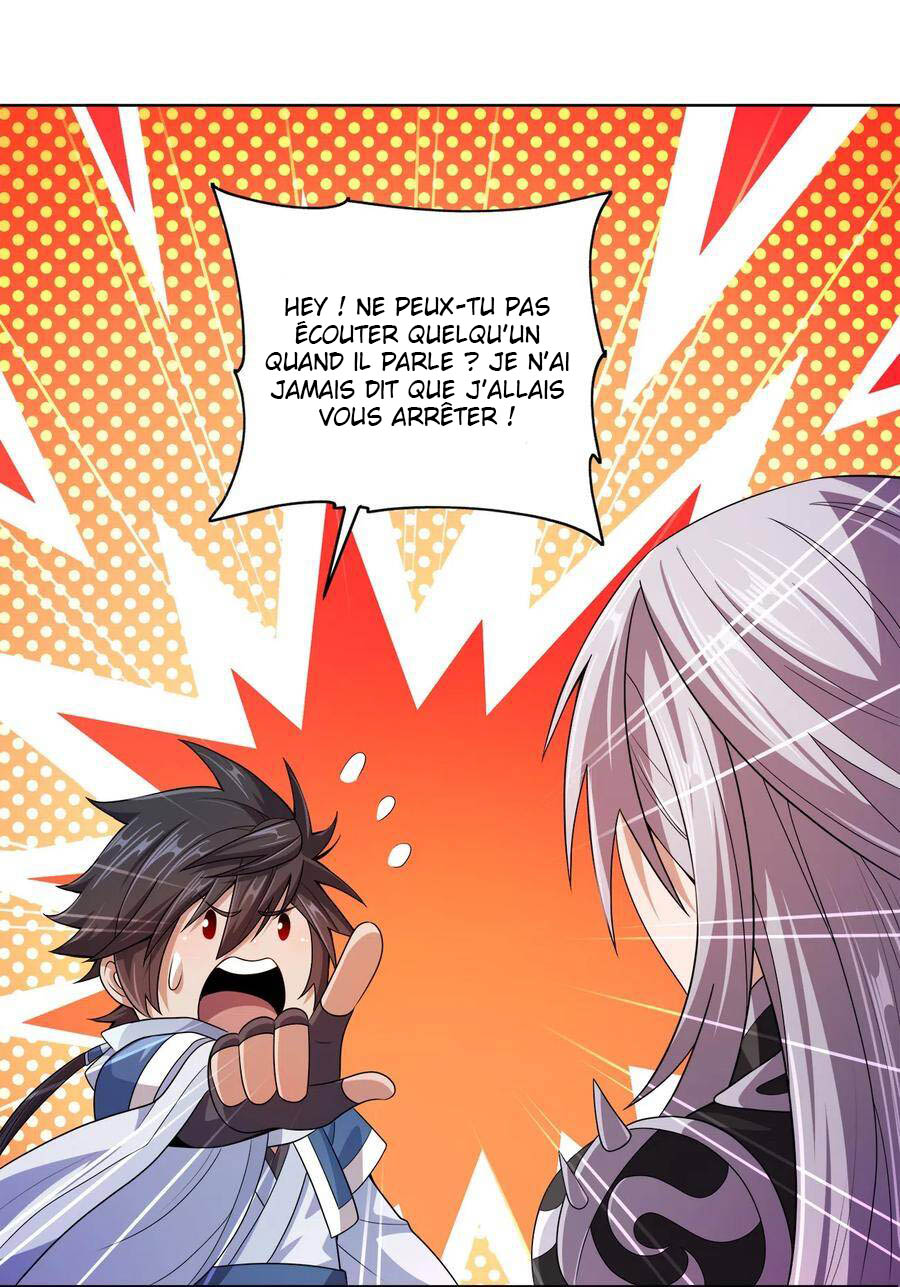 HEY ! NE PEUX-TU PAS
ÉCOUTER QUELQU'UN
QUAND IL PARLE ? JE N'AI
JAMAIS DIT QUE J'ALLAIS
VOUS ARRÊTER !